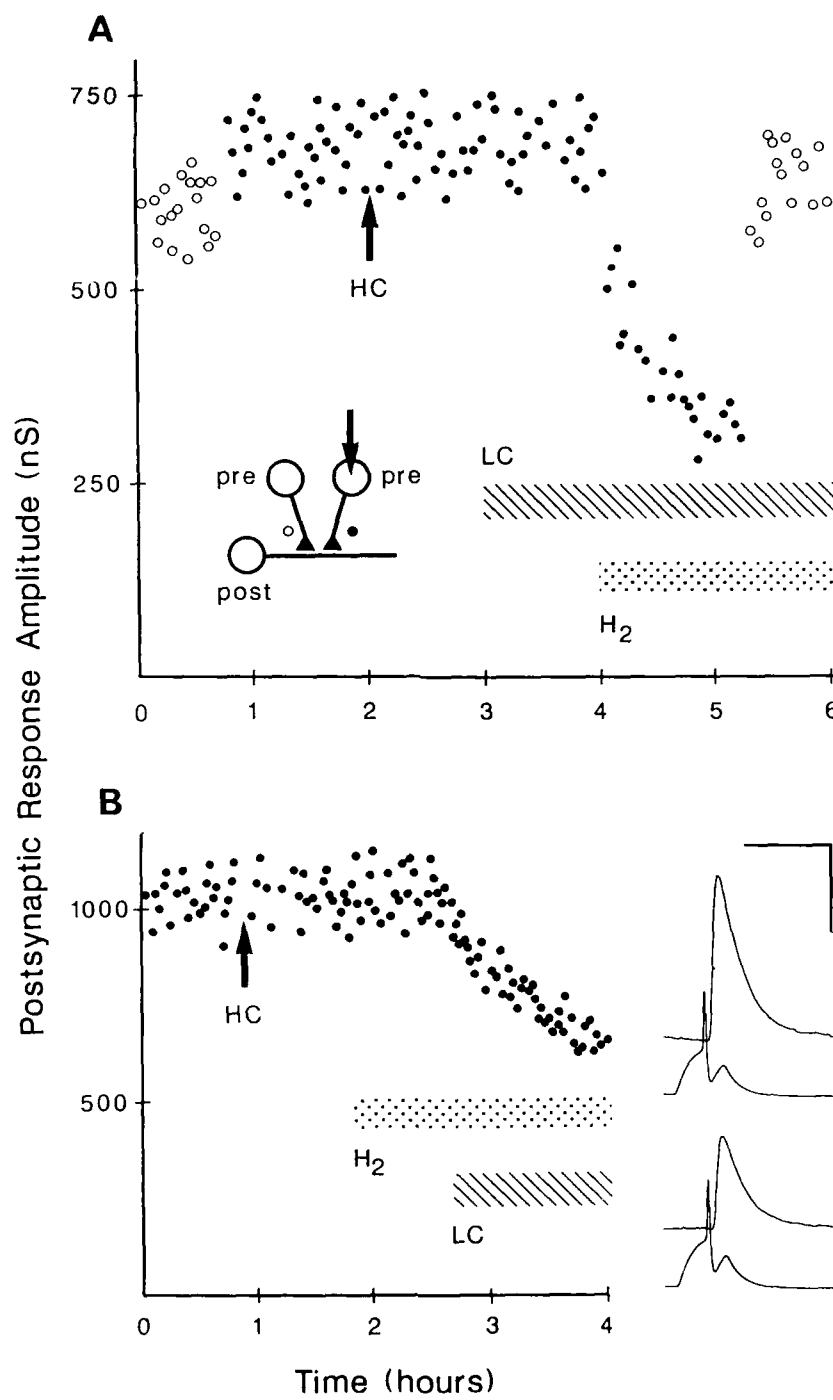 A
Postsynaptic Response Amplitude (nS)
750
500
250
HC
pre
pre
post
LC
H2
0 1 2 3 4 5 6
B
1000
500
HC
H2
LC
0 1 2 3 4
Time (hours)